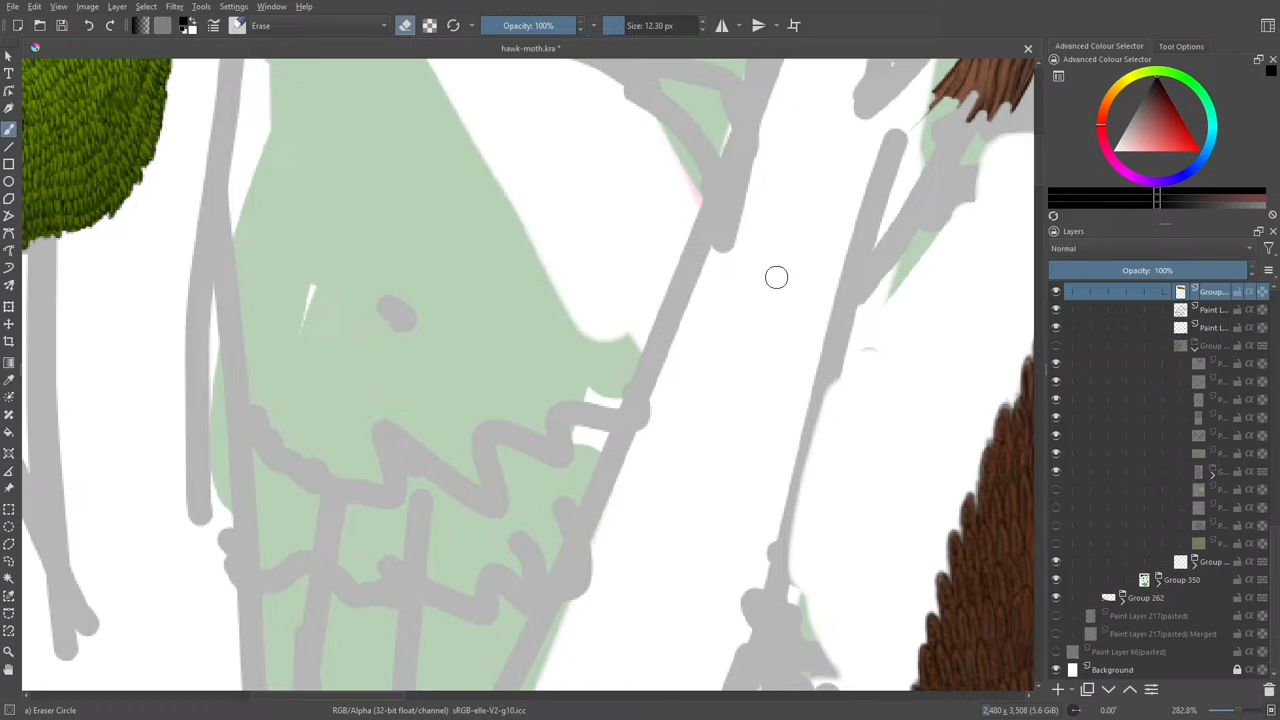 File Edit View Image Layer Select Filter Tools Settings Window Help
Erase Opacity: 100% Size: 12.30 px
hawk-moth.kra *
Advanced Colour Selector Tool Options
Advanced Colour Selector
Layers
Normal
Opacity: 100%
Group...
Paint L...
Paint L...
Group ...
P...
P...
P...
P...
P...
P...
G...
P...
P...
P...
P...
Group ...
Group 350
Group 262
Paint Layer 217(pasted)
Paint Layer 217(pasted) Merged
Paint Layer 66(pasted)
Background
a) Eraser Circle RGB/Alpha (32-bit float/channel) sRGB-elle-V2-g10.icc 2,480 x 3,508 (5.6 GiB) 0.00° 282.8%